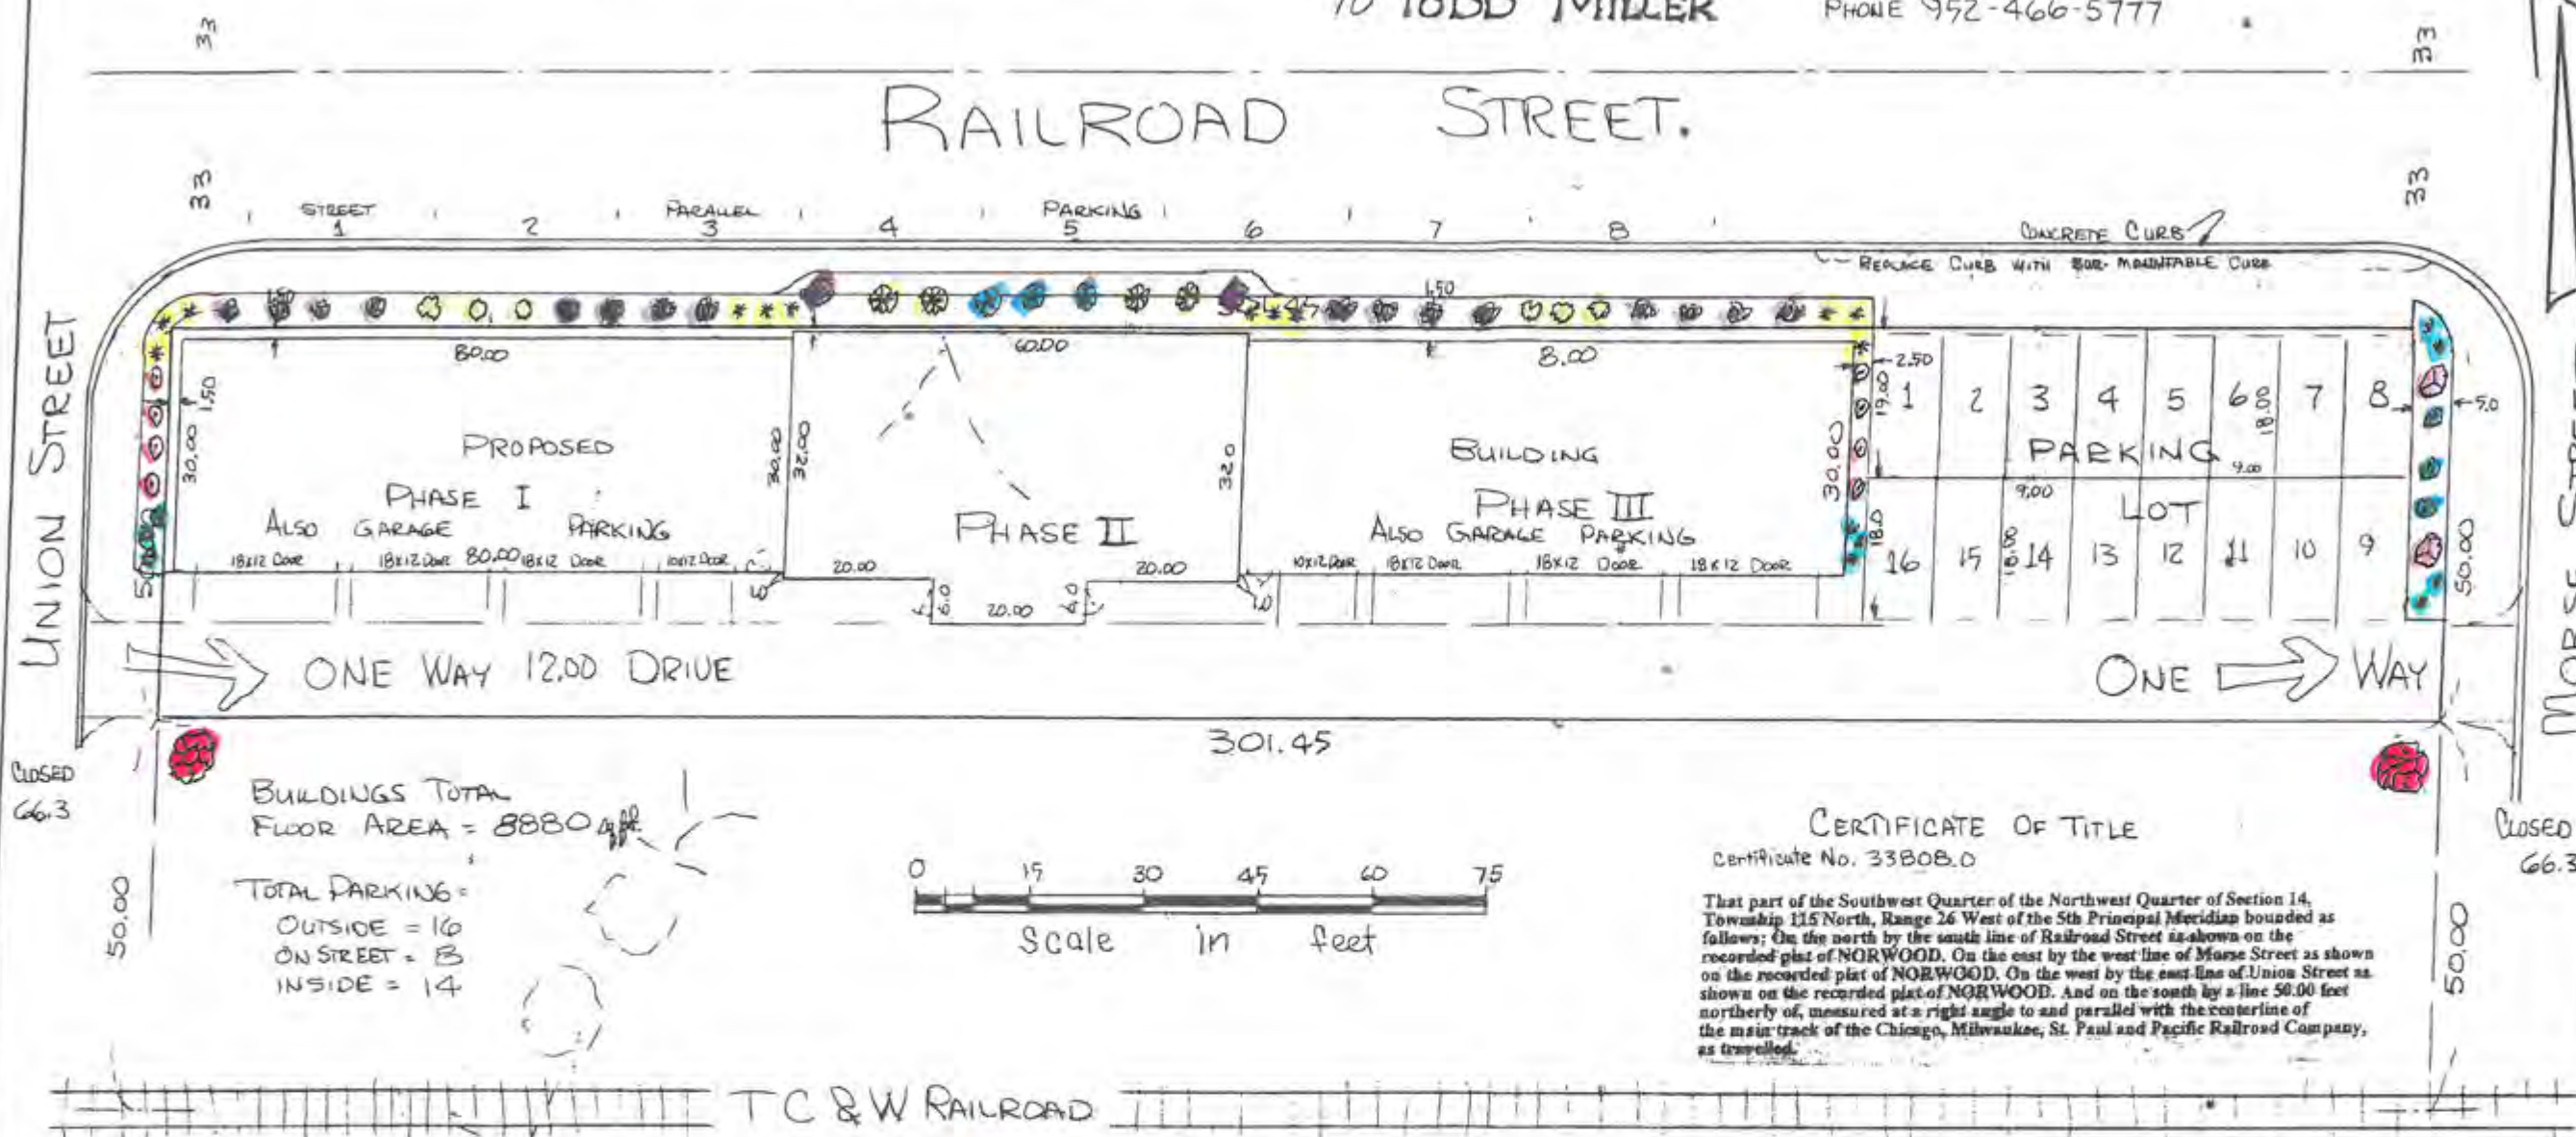 TODD MILLER PHONE 952-466-5777
33 33
RAILROAD STREET.
33 33
STREET PARALLEL PARKING
1 2 3 4 5 6 7 8
CONCRETE CURB
REPLACE CURB WITH MOUNTABLE CURB
1.50 1.50
80.00 60.00 8.00
UNION STREET
30.00 1.50
30.00 32.00 32.0 30.00
2.50
19.00
18.0
5.0
PROPOSED
PHASE I
ALSO GARAGE PARKING
18x12 DOOR 18x12 DOOR 80.00 18x12 DOOR 10x12 DOOR
PHASE II
20.00 20.00
6.0 20.00 6.0
BUILDING
PHASE III
ALSO GARAGE PARKING
10x12 DOOR 18x12 DOOR 18x12 DOOR 18x12 DOOR
1 2 3 4 5 6 7 8
18.00
PARKING
9.00
9.00
LOT
16 15 14 13 12 11 10 9
18.00
50.00
MORSE
ONE WAY 12.00 DRIVE
ONE WAY
301.45
CLOSED
66.3
CLOSED
66.3
BUILDINGS TOTAL
FLOOR AREA = 8880 sq ft.
TOTAL PARKING =
OUTSIDE = 16
ON STREET = 8
INSIDE = 14
50.00
0 15 30 45 60 75
Scale in feet
CERTIFICATE OF TITLE
Certificate No. 33808.0
That part of the Southwest Quarter of the Northwest Quarter of Section 14,
Township 115 North, Range 26 West of the 5th Principal Meridian bounded as
follows: On the north by the south line of Railroad Street is shown on the
recorded plat of NORWOOD. On the east by the west line of Morse Street as shown
on the recorded plat of NORWOOD. On the west by the east line of Union Street as
shown on the recorded plat of NORWOOD. And on the south by a line 50.00 feet
northerly of, measured at a right angle to and parallel with the centerline of
the main track of the Chicago, Milwaukee, St. Paul and Pacific Railroad Company,
as travelled.
50.00
T C & W RAILROAD